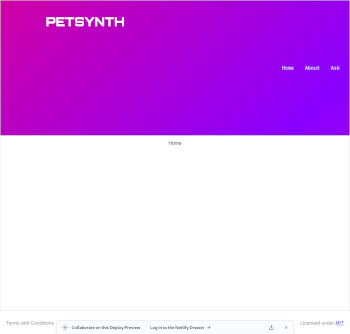 PETSYNTH
Home About Ask
Home
Terms and Conditions
Collaborate on this Deploy Preview Log in to the Netlify Drawer →
Licensed under MIT